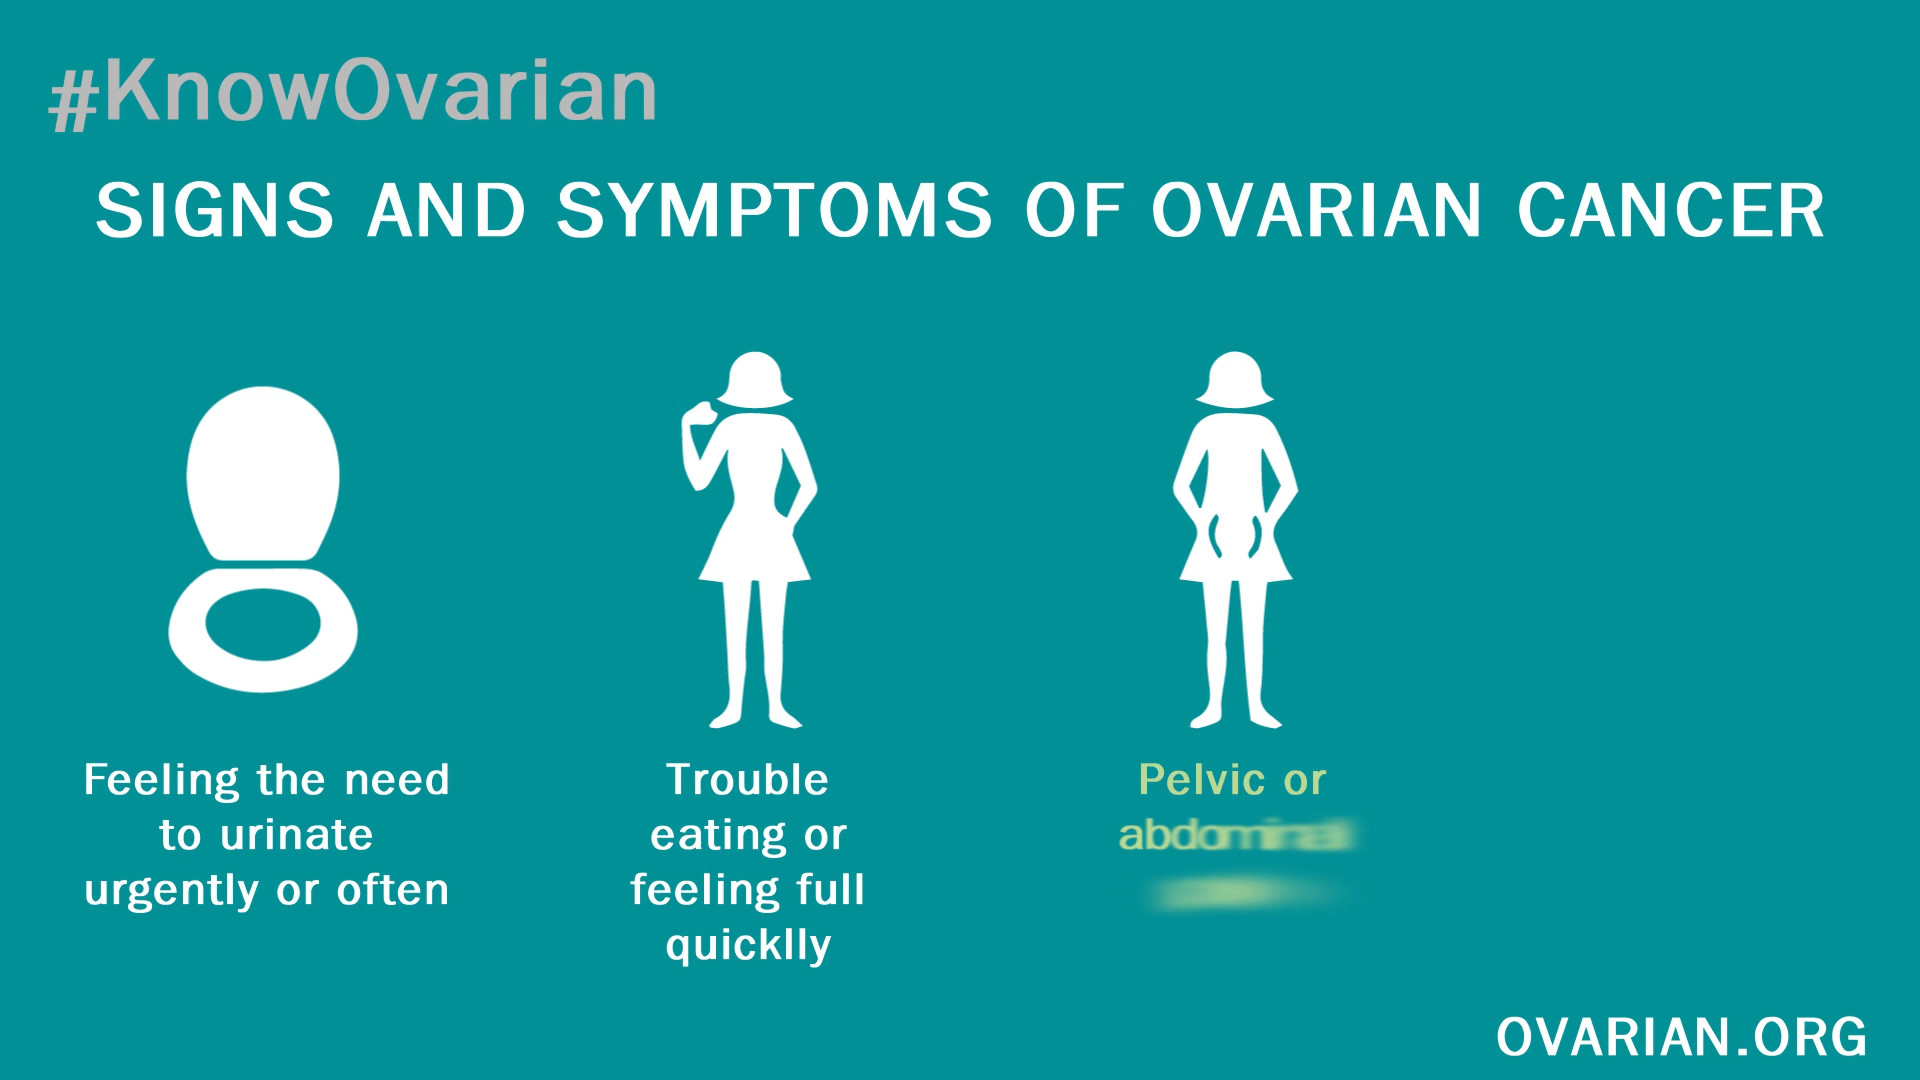 #KnowOvarian
SIGNS AND SYMPTOMS OF OVARIAN CANCER
Feeling the need
to urinate
urgently or often
Trouble
eating or
feeling full
quicklly
Pelvic or
abdominal
OVARIAN.ORG